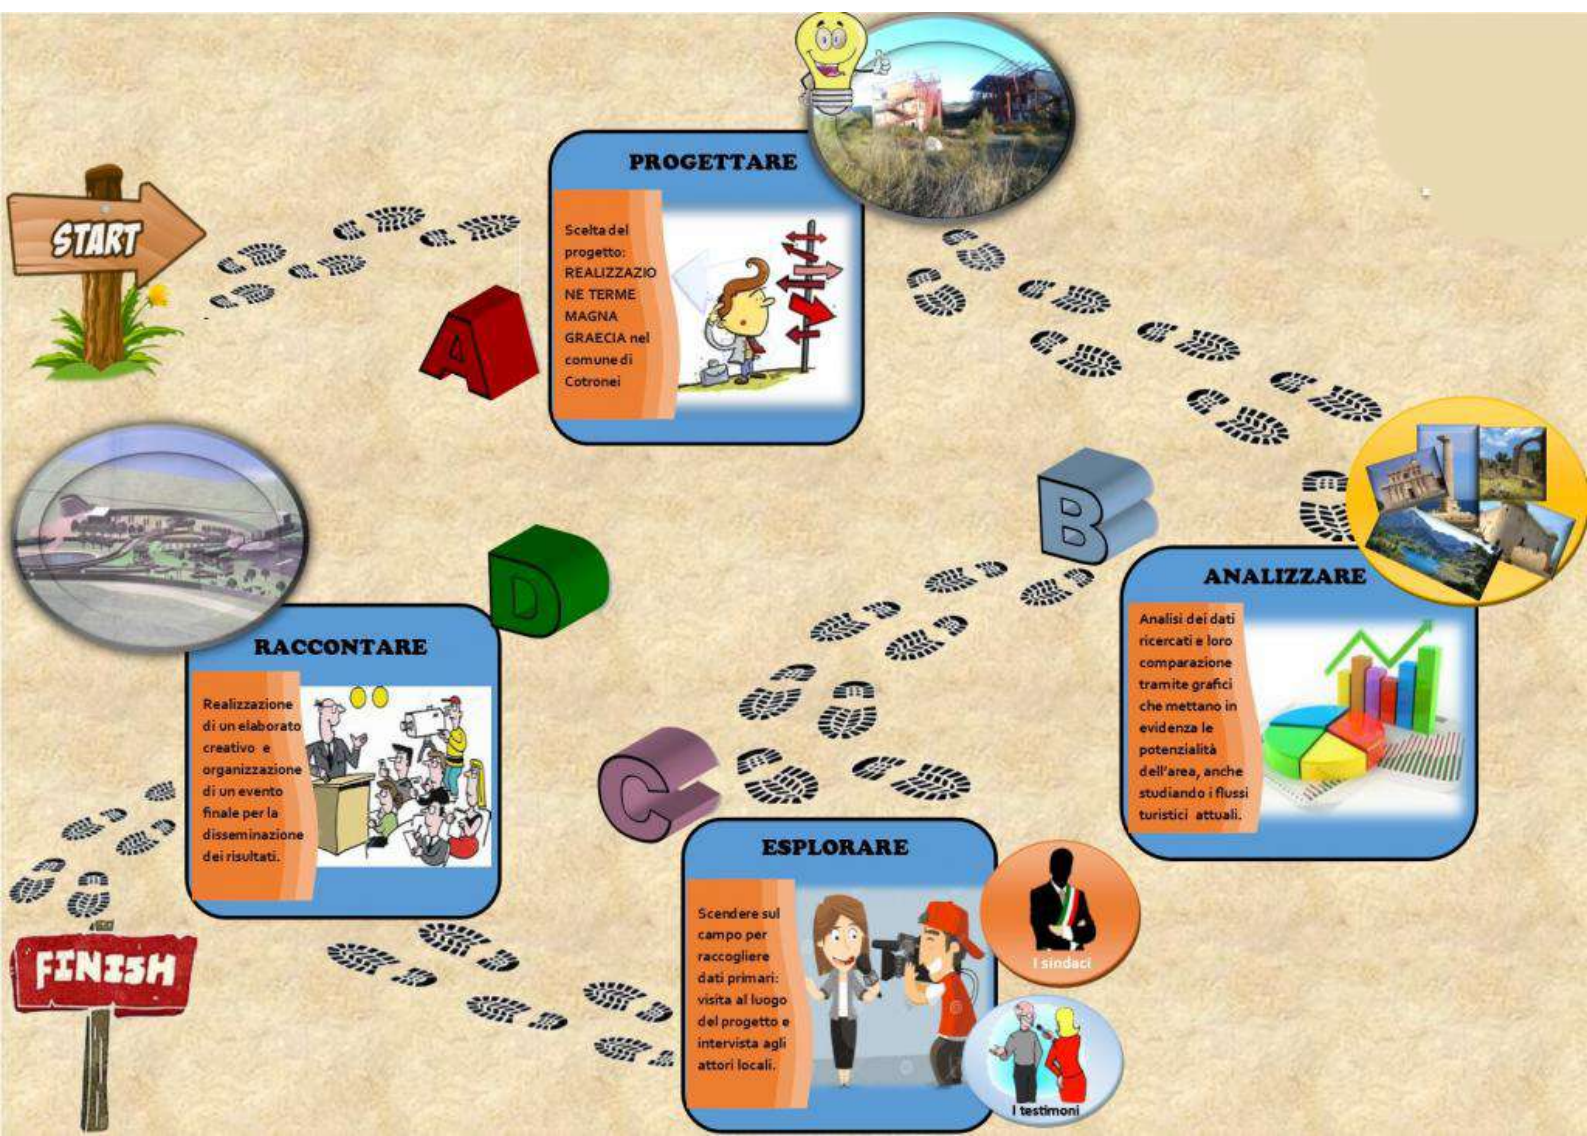 START
A
PROGETTARE
Scelta del
progetto:
REALIZZAZIO
NE TERME
MAGNA
GRAECIA nel
comune di
Cotronei
B
ANALIZZARE
Analisi dei dati
ricercati e loro
comparazione
tramite grafici
che mettano in
evidenza le
potenzialità
dell'area, anche
studiando i flussi
turistici attuali.
C
ESPLORARE
Scendere sul
campo per
raccogliere
dati primari:
visita al luogo
del progetto e
intervista agli
attori locali.
I sindaci
I testimoni
D
RACCONTARE
Realizzazione
di un elaborato
creativo e
organizzazione
di un evento
finale per la
disseminazione
dei risultati.
FINISH